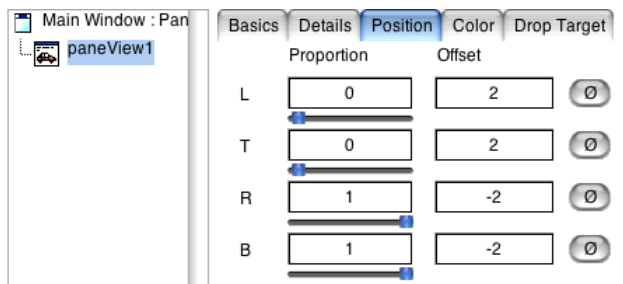 Main Window : Pan
paneView1
Basics Details Position Color Drop Target
Proportion Offset
L 0 2 Ø
T 0 2 Ø
R 1 -2 Ø
B 1 -2 Ø